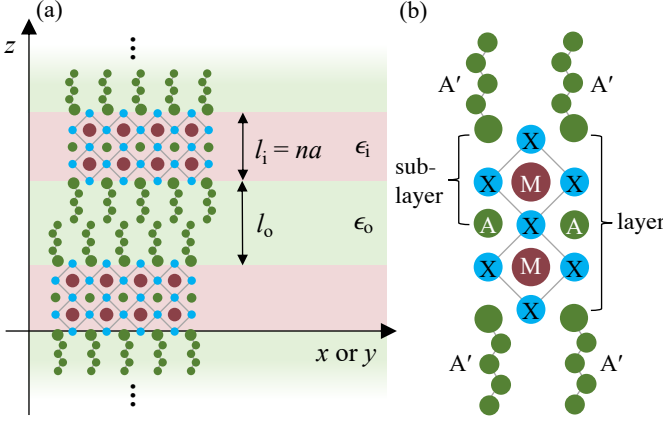 (a)
z
l_i = na
ϵ_i
l_o
ϵ_o
x or y
(b)
A′ A′
X
sub-
layer
X M X
A X A
layer
X M X
X
A′ A′